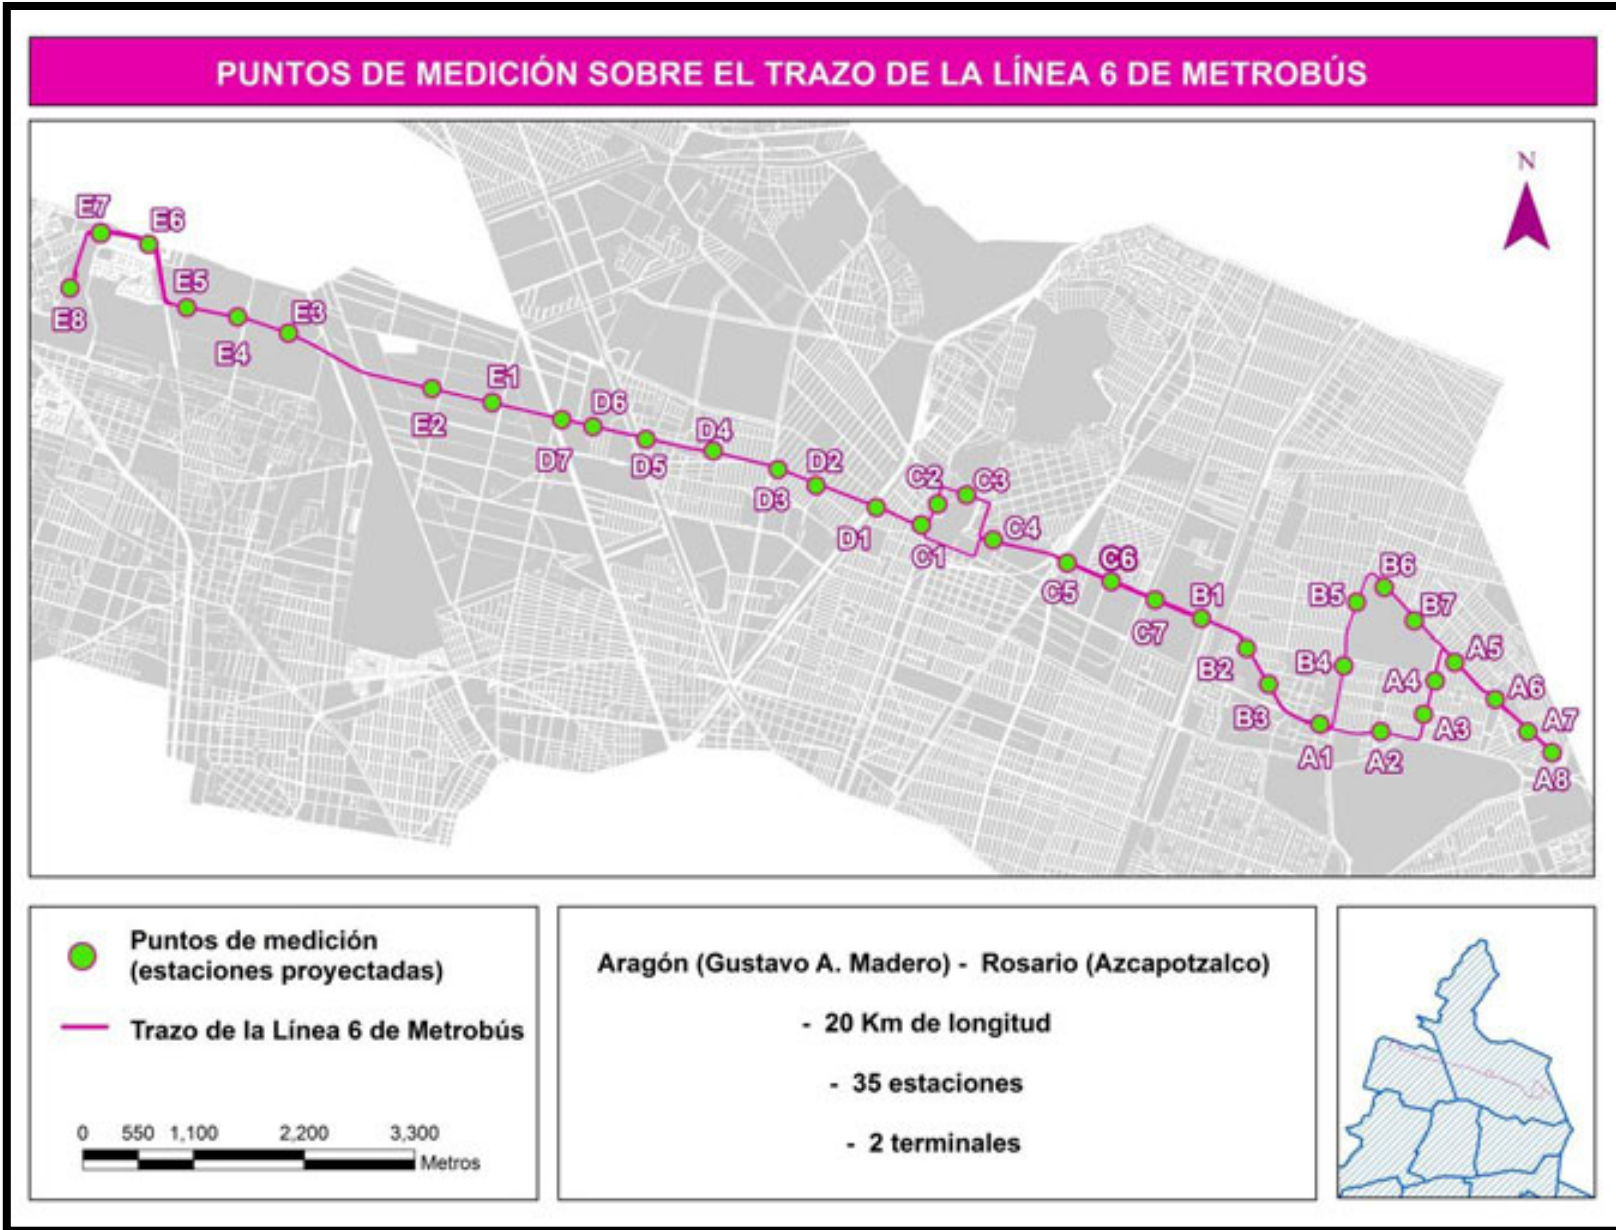 PUNTOS DE MEDICIÓN SOBRE EL TRAZO DE LA LÍNEA 6 DE METROBÚS
N
E7
E6
E5
E8
E3
E4
E1
E2
D6
D7
D4
D5
D2
D3
C2
C3
D1
C1
C4
C6
C5
B6
B5
B1
B7
C7
B2
B4
A5
A4
A6
B3
A3
A7
A1
A2
A8
Puntos de medición
(estaciones proyectadas)
Trazo de la Línea 6 de Metrobús
0 550 1,100 2,200 3,300
Metros
Aragón (Gustavo A. Madero) - Rosario (Azcapotzalco)
- 20 Km de longitud
- 35 estaciones
- 2 terminales